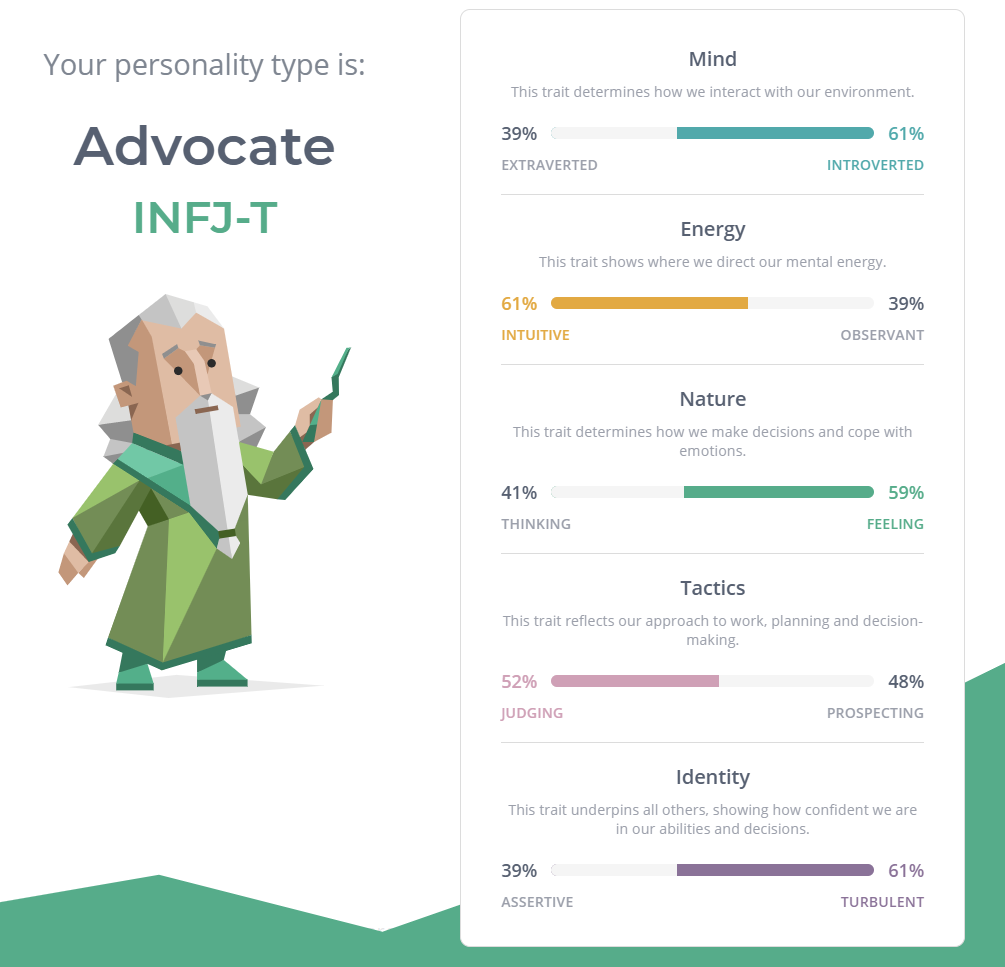 Your personality type is:
Advocate
INFJ-T
Mind
This trait determines how we interact with our environment.
39% 61%
EXTRAVERTED INTROVERTED
Energy
This trait shows where we direct our mental energy.
61% 39%
INTUITIVE OBSERVANT
Nature
This trait determines how we make decisions and cope with
emotions.
41% 59%
THINKING FEELING
Tactics
This trait reflects our approach to work, planning and decision-
making.
52% 48%
JUDGING PROSPECTING
Identity
This trait underpins all others, showing how confident we are
in our abilities and decisions.
39% 61%
ASSERTIVE TURBULENT